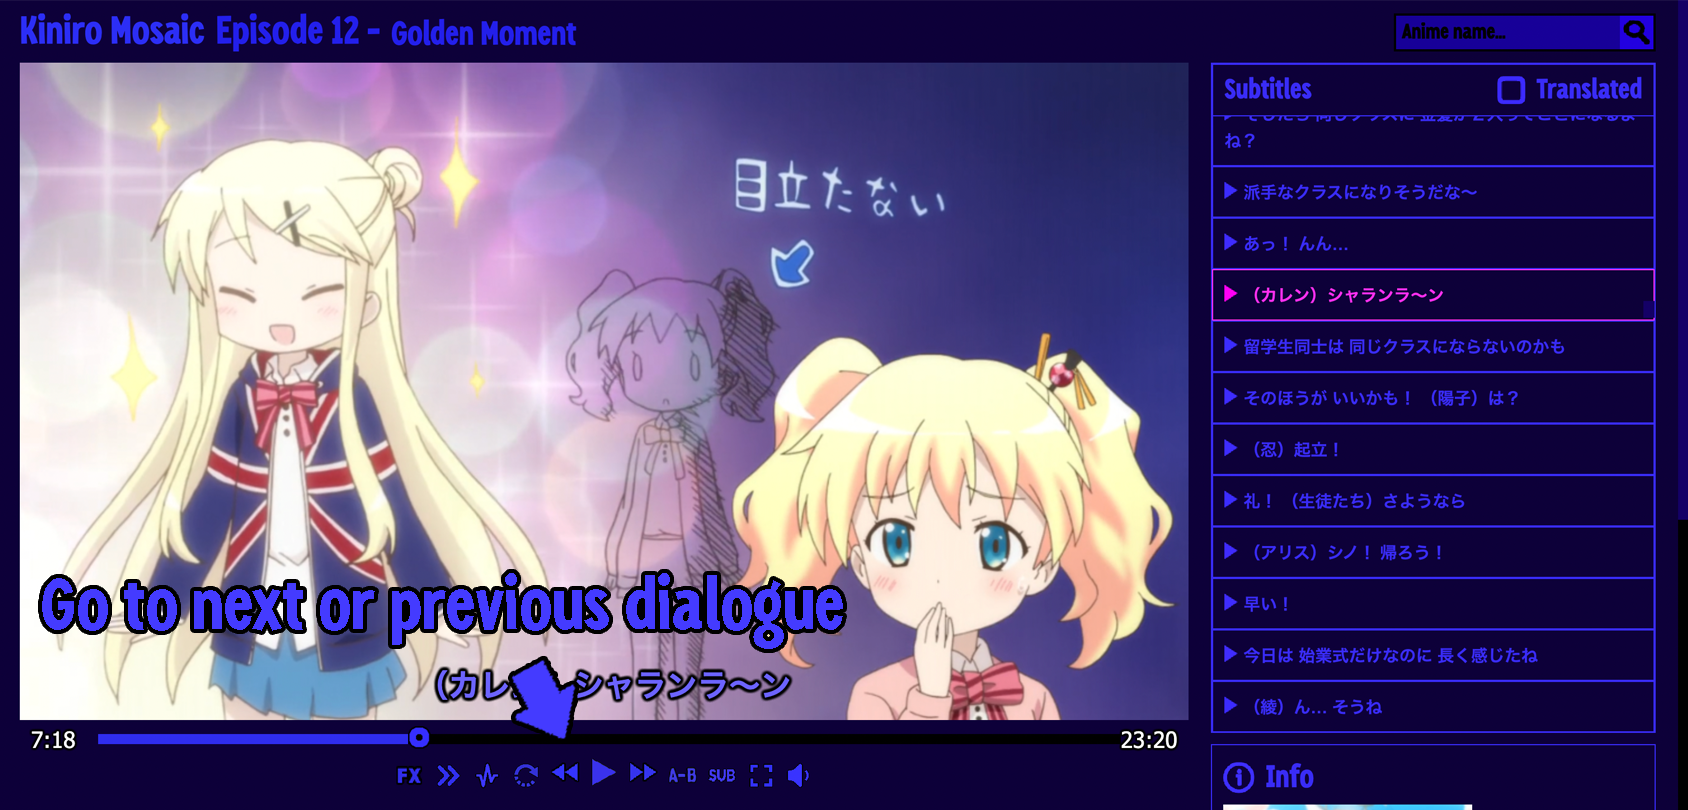 Kiniro Mosaic Episode 12 - Golden Moment
Anime name...
目立たない
Go to next or previous dialogue
シャランラ～ン
7:18
23:20
FX
A-B
SUB
Subtitles
Translated
ね？
派手なクラスになりそうだな～
あっ！ んん…
（カレン）シャランラ～ン
留学生同士は 同じクラスにならないのかも
そのほうが いいかも！ （陽子）は？
（忍）起立！
礼！ （生徒たち）さようなら
（アリス）シノ！ 帰ろう！
早い！
今日は 始業式だけなのに 長く感じたね
（綾）ん… そうね
Info